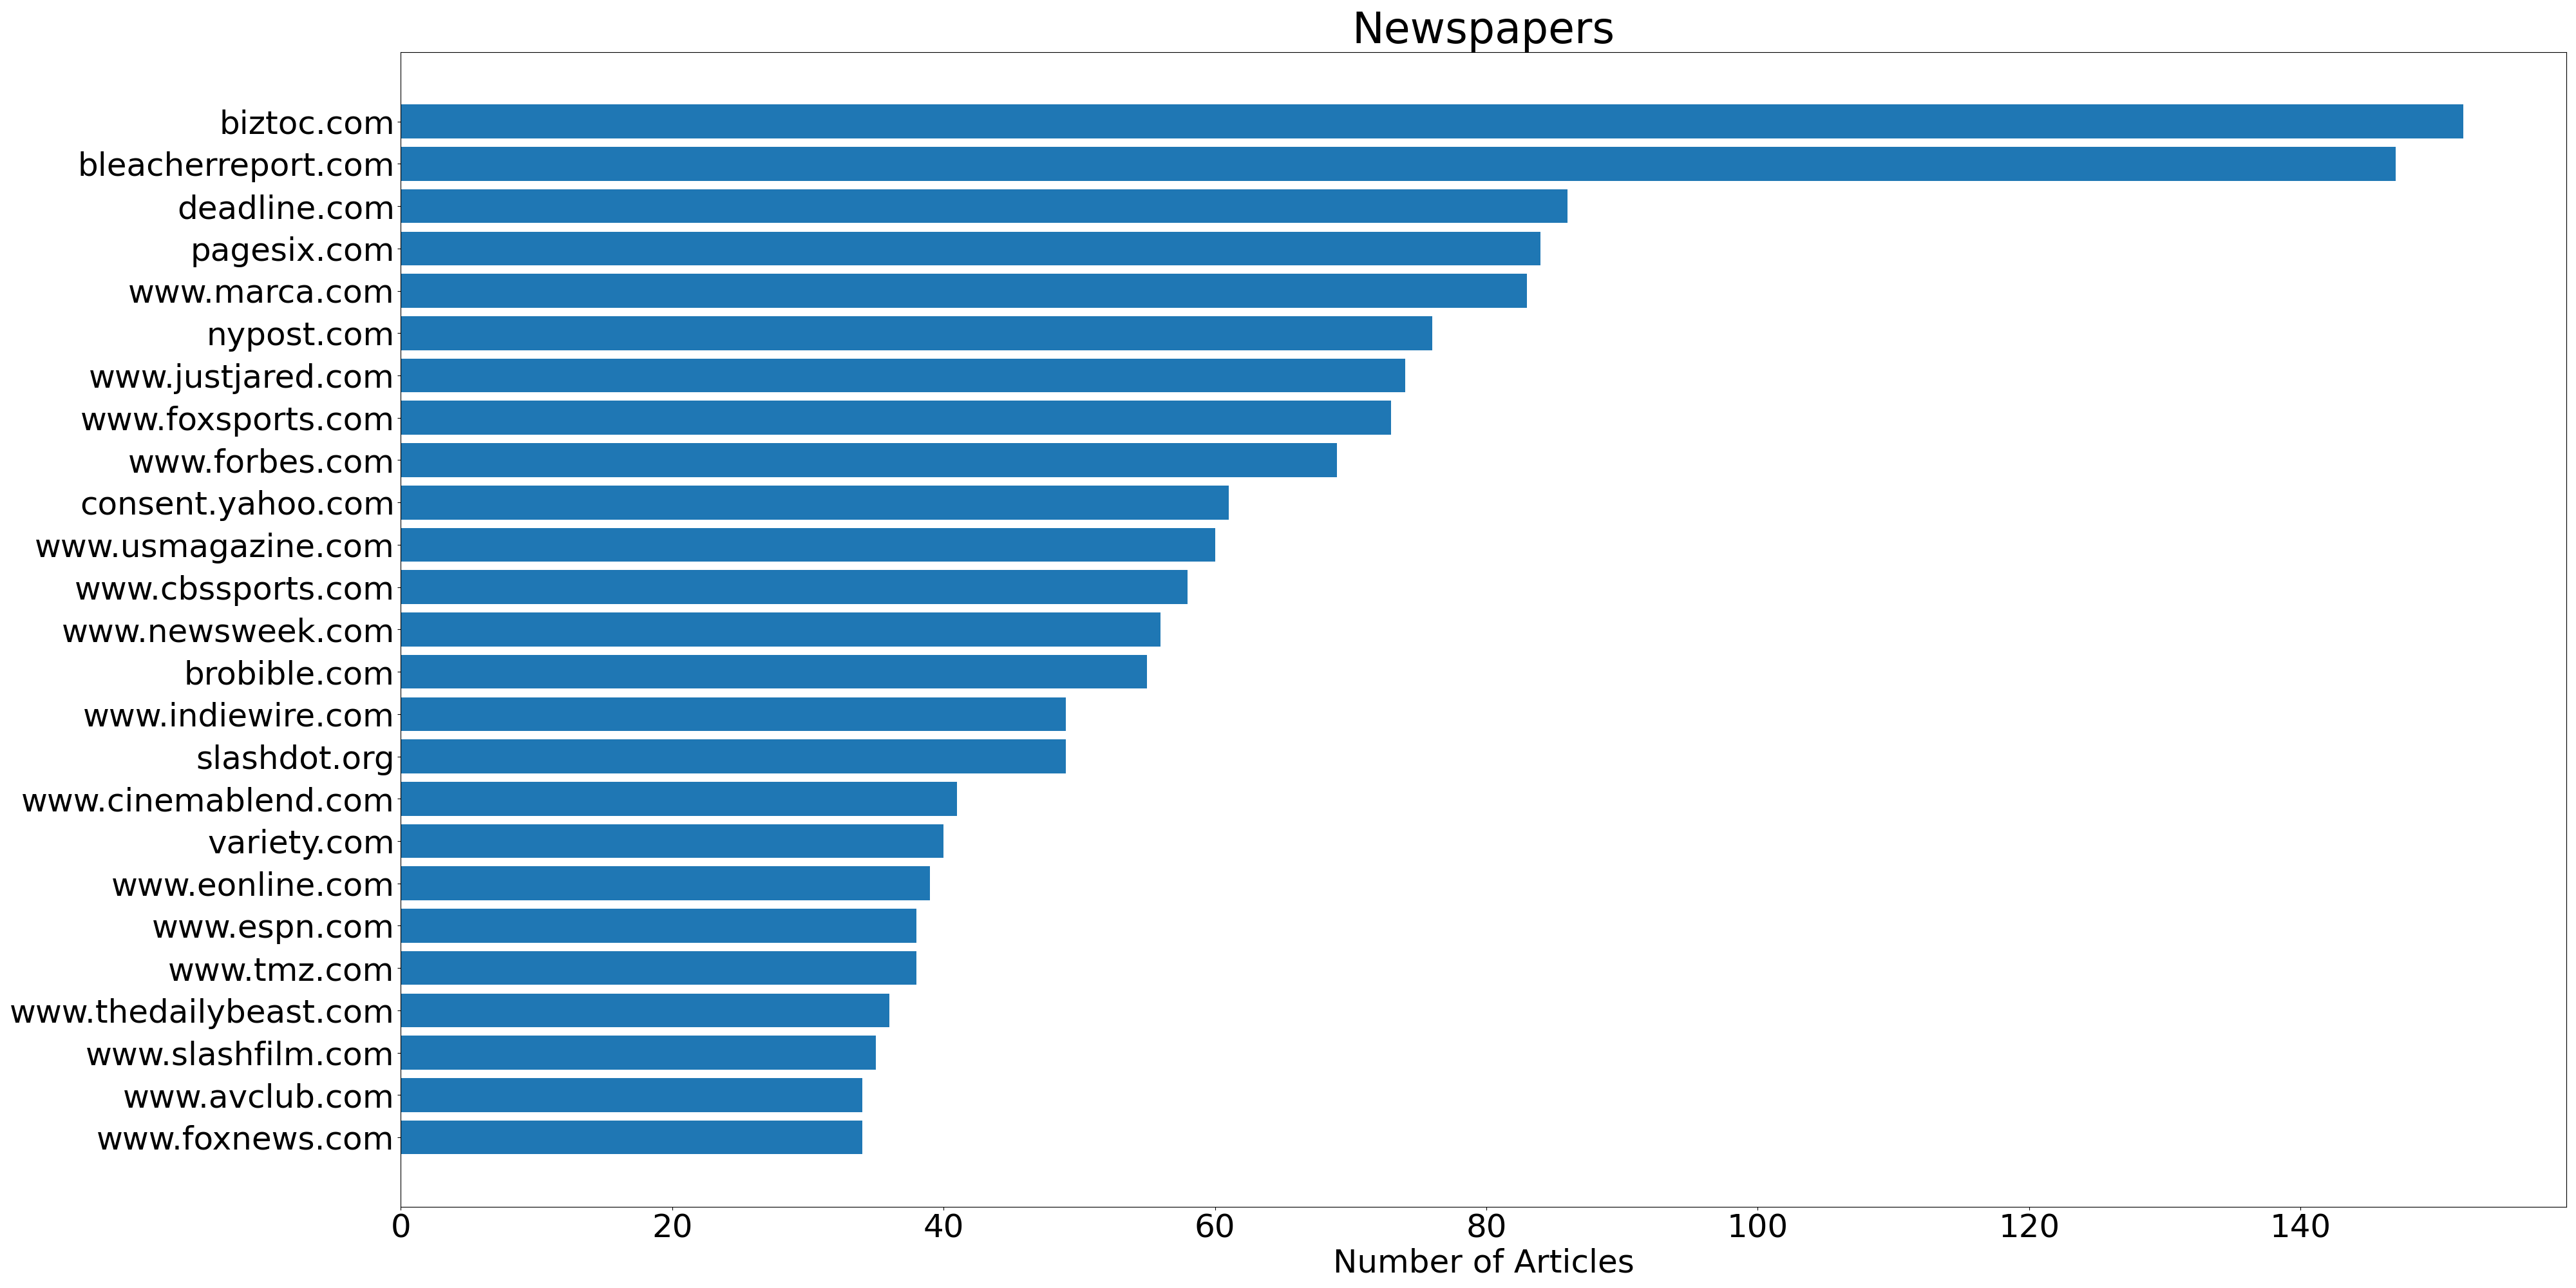 Newspapers
biztoc.com
bleacherreport.com
deadline.com
pagesix.com
www.marca.com
nypost.com
www.justjared.com
www.foxsports.com
www.forbes.com
consent.yahoo.com
www.usmagazine.com
www.cbssports.com
www.newsweek.com
brobible.com
www.indiewire.com
slashdot.org
www.cinemablend.com
variety.com
www.eonline.com
www.espn.com
www.tmz.com
www.thedailybeast.com
www.slashfilm.com
www.avclub.com
www.foxnews.com
0 20 40 60 80 100 120 140
Number of Articles